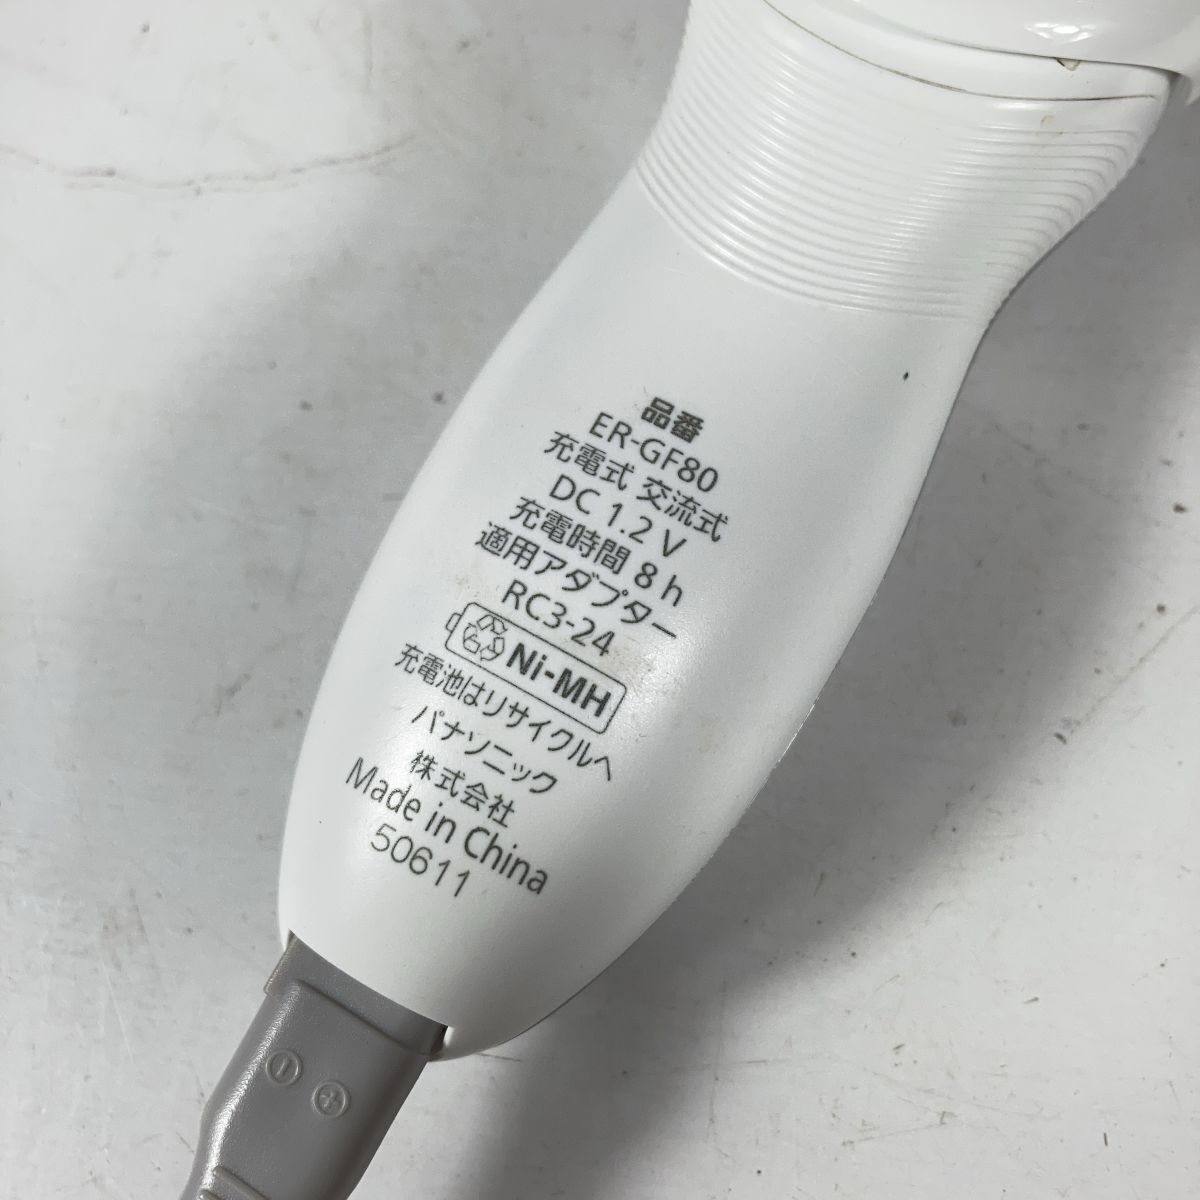 品番
ER-GF80
充電式 交流式
DC 1.2 V
充電時間 8 h
適用アダプター
RC3-24
Ni-MH
充電池はリサイクルへ
パナソニック
株式会社
Made in China
50611